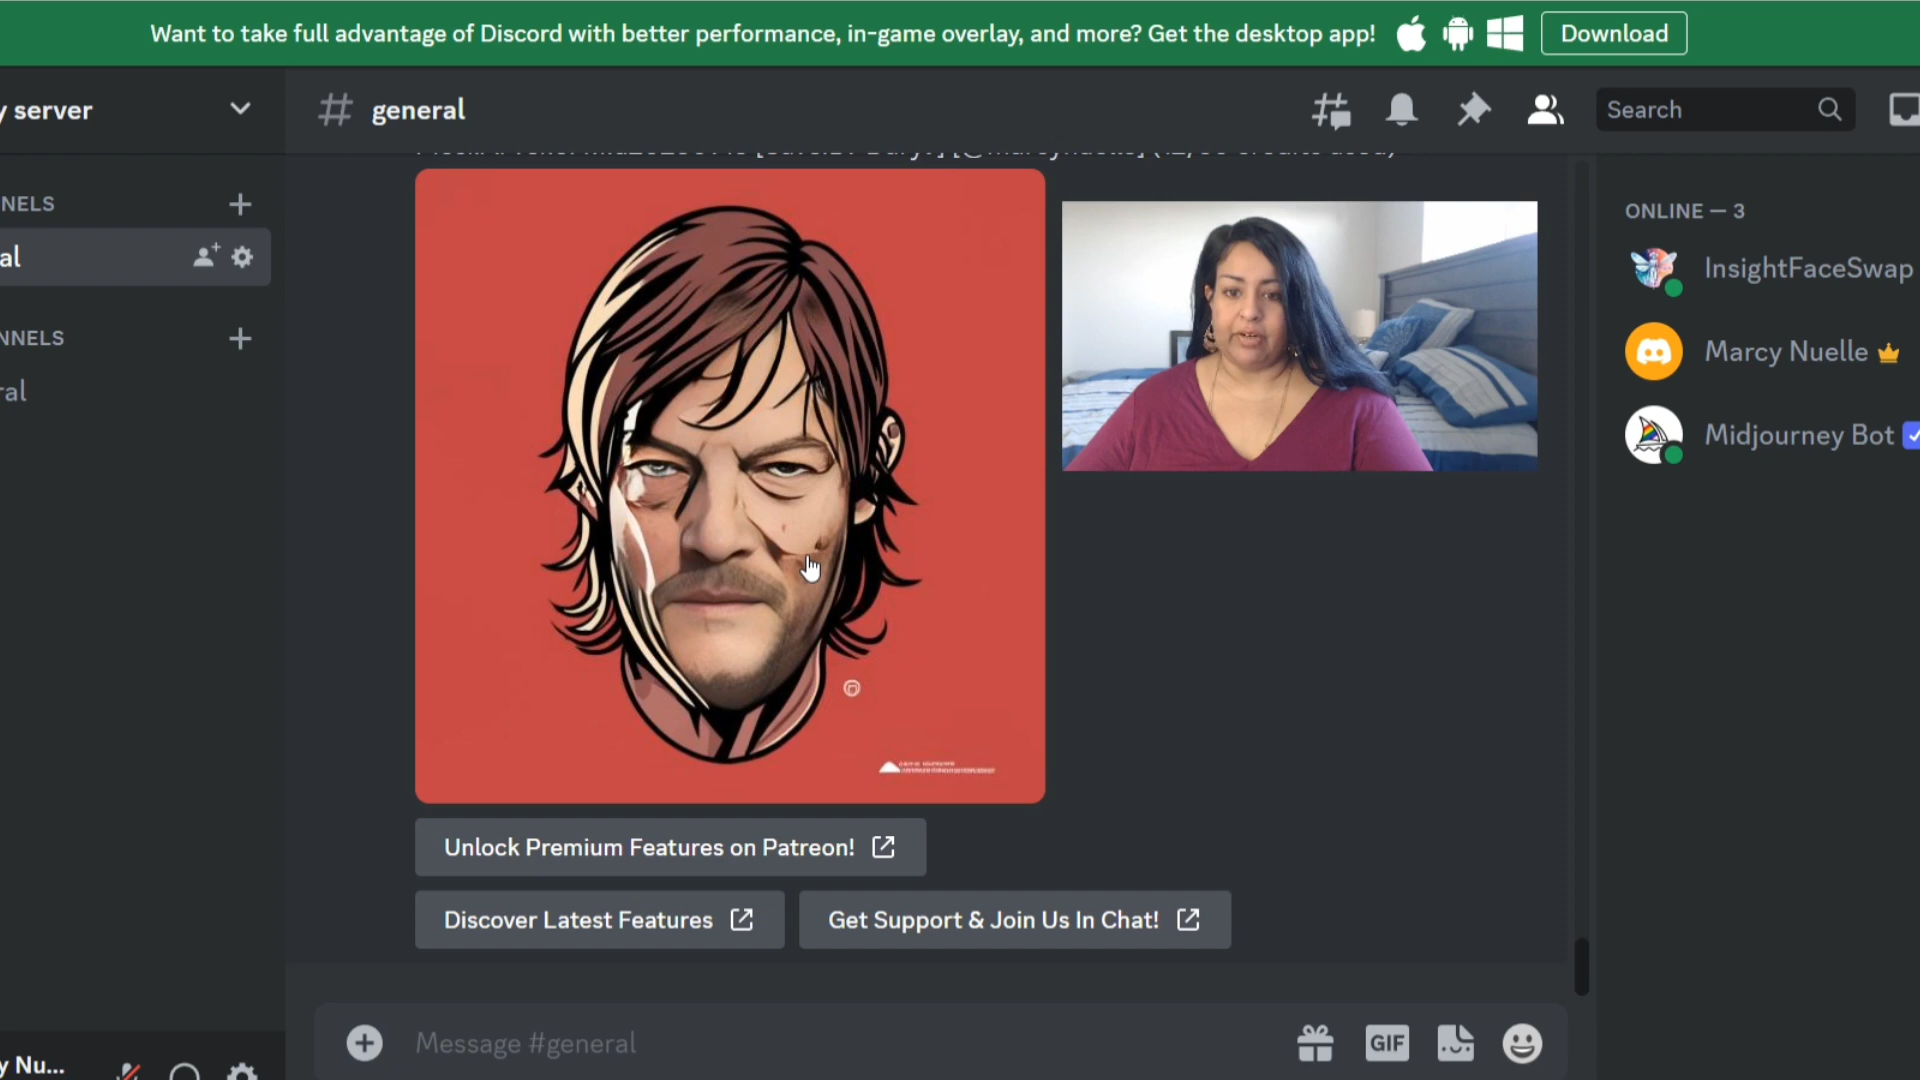 Want to take full advantage of Discord with better performance, in-game overlay, and more? Get the desktop app!
Download
y server
general
Search
NELS
al
NNELS
ral
ONLINE — 3
InsightFaceSwap
Marcy Nuelle
Midjourney Bot
Unlock Premium Features on Patreon!
Discover Latest Features
Get Support & Join Us In Chat!
Message #general
GIF
y Nu...